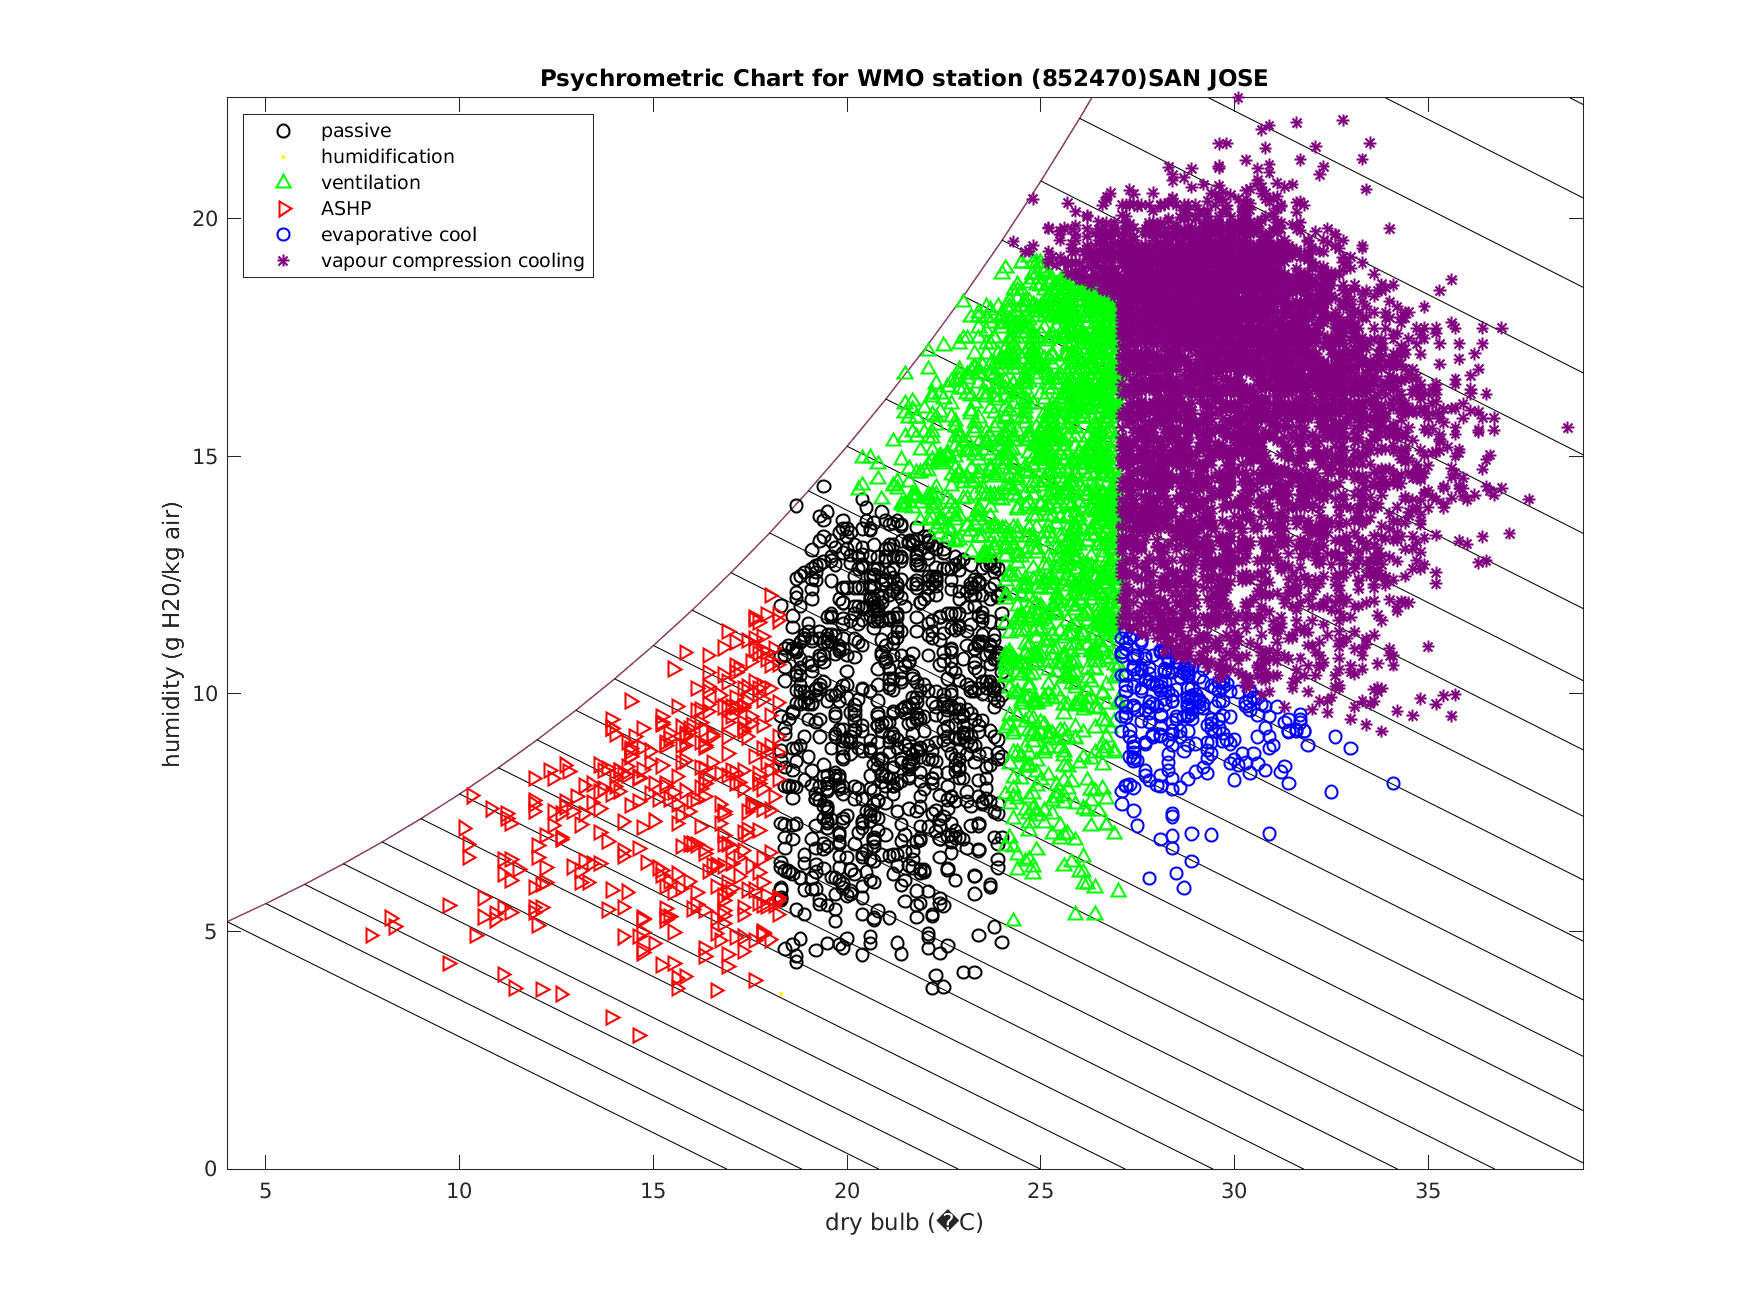 Psychrometric Chart for WMO station (852470)SAN JOSE
passive
humidification
ventilation
ASHP
evaporative cool
vapour compression cooling
20
15
10
5
0
humidity (g H20/kg air)
5 10 15 20 25 30 35
dry bulb (�C)